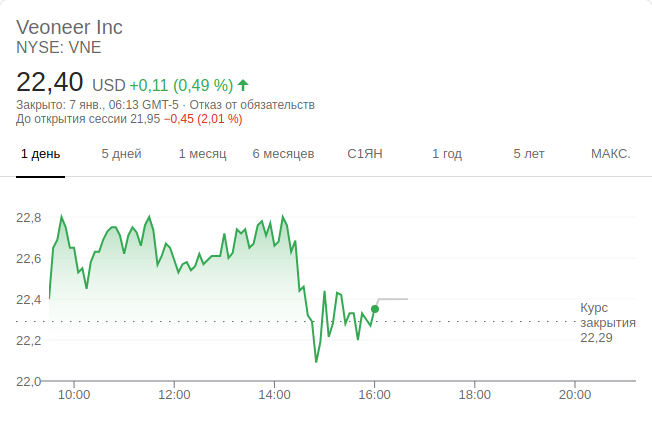 Veoneer Inc
NYSE: VNE
22,40 USD +0,11 (0,49 %)
Закрыто: 7 янв., 06:13 GMT-5 · Отказ от обязательств
До открытия сессии 21,95 −0,45 (2,01 %)
1 день 5 дней 1 месяц 6 месяцев С1ЯН 1 год 5 лет МАКС.
22,8
22,6
22,4
Курс
закрытия
22,29
22,2
22,0
10:00 12:00 14:00 16:00 18:00 20:00